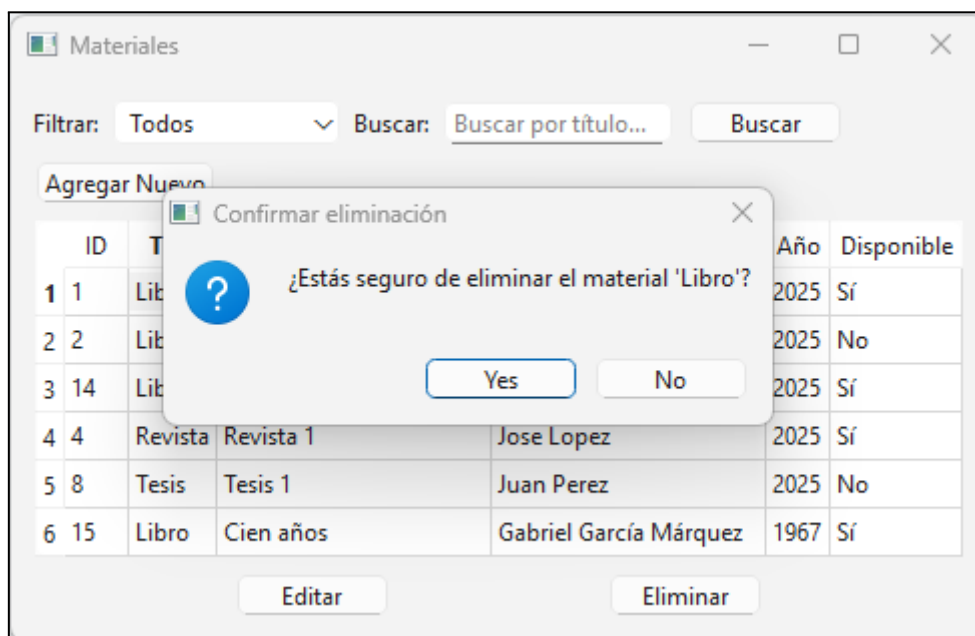 Materiales
Filtrar: Todos Buscar: Buscar por título... Buscar
Agregar Nuevo
Confirmar eliminación
¿Estás seguro de eliminar el material 'Libro'?
Yes No
ID Año Disponible
1 1 2025 Sí
2 2 2025 No
3 14 2025 Sí
4 4 Revista Revista 1 Jose Lopez 2025 Sí
5 8 Tesis Tesis 1 Juan Perez 2025 No
6 15 Libro Cien años Gabriel García Márquez 1967 Sí
Editar Eliminar